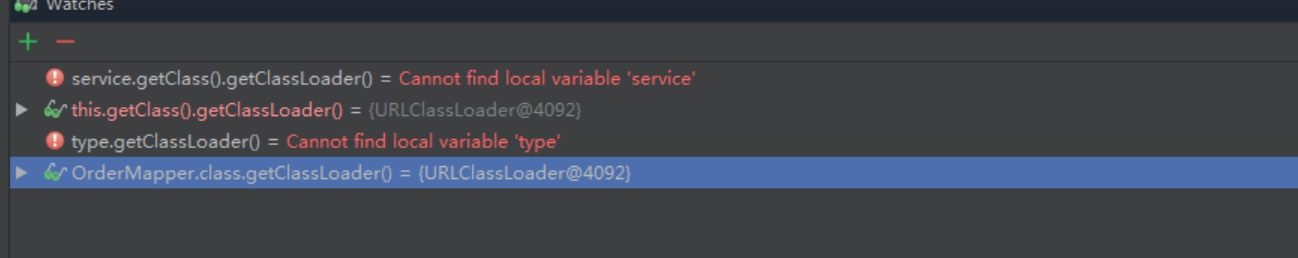 Watches
service.getClass().getClassLoader() = Cannot find local variable 'service'
this.getClass().getClassLoader() = {URLClassLoader@4092}
type.getClassLoader() = Cannot find local variable 'type'
OrderMapper.class.getClassLoader() = {URLClassLoader@4092}